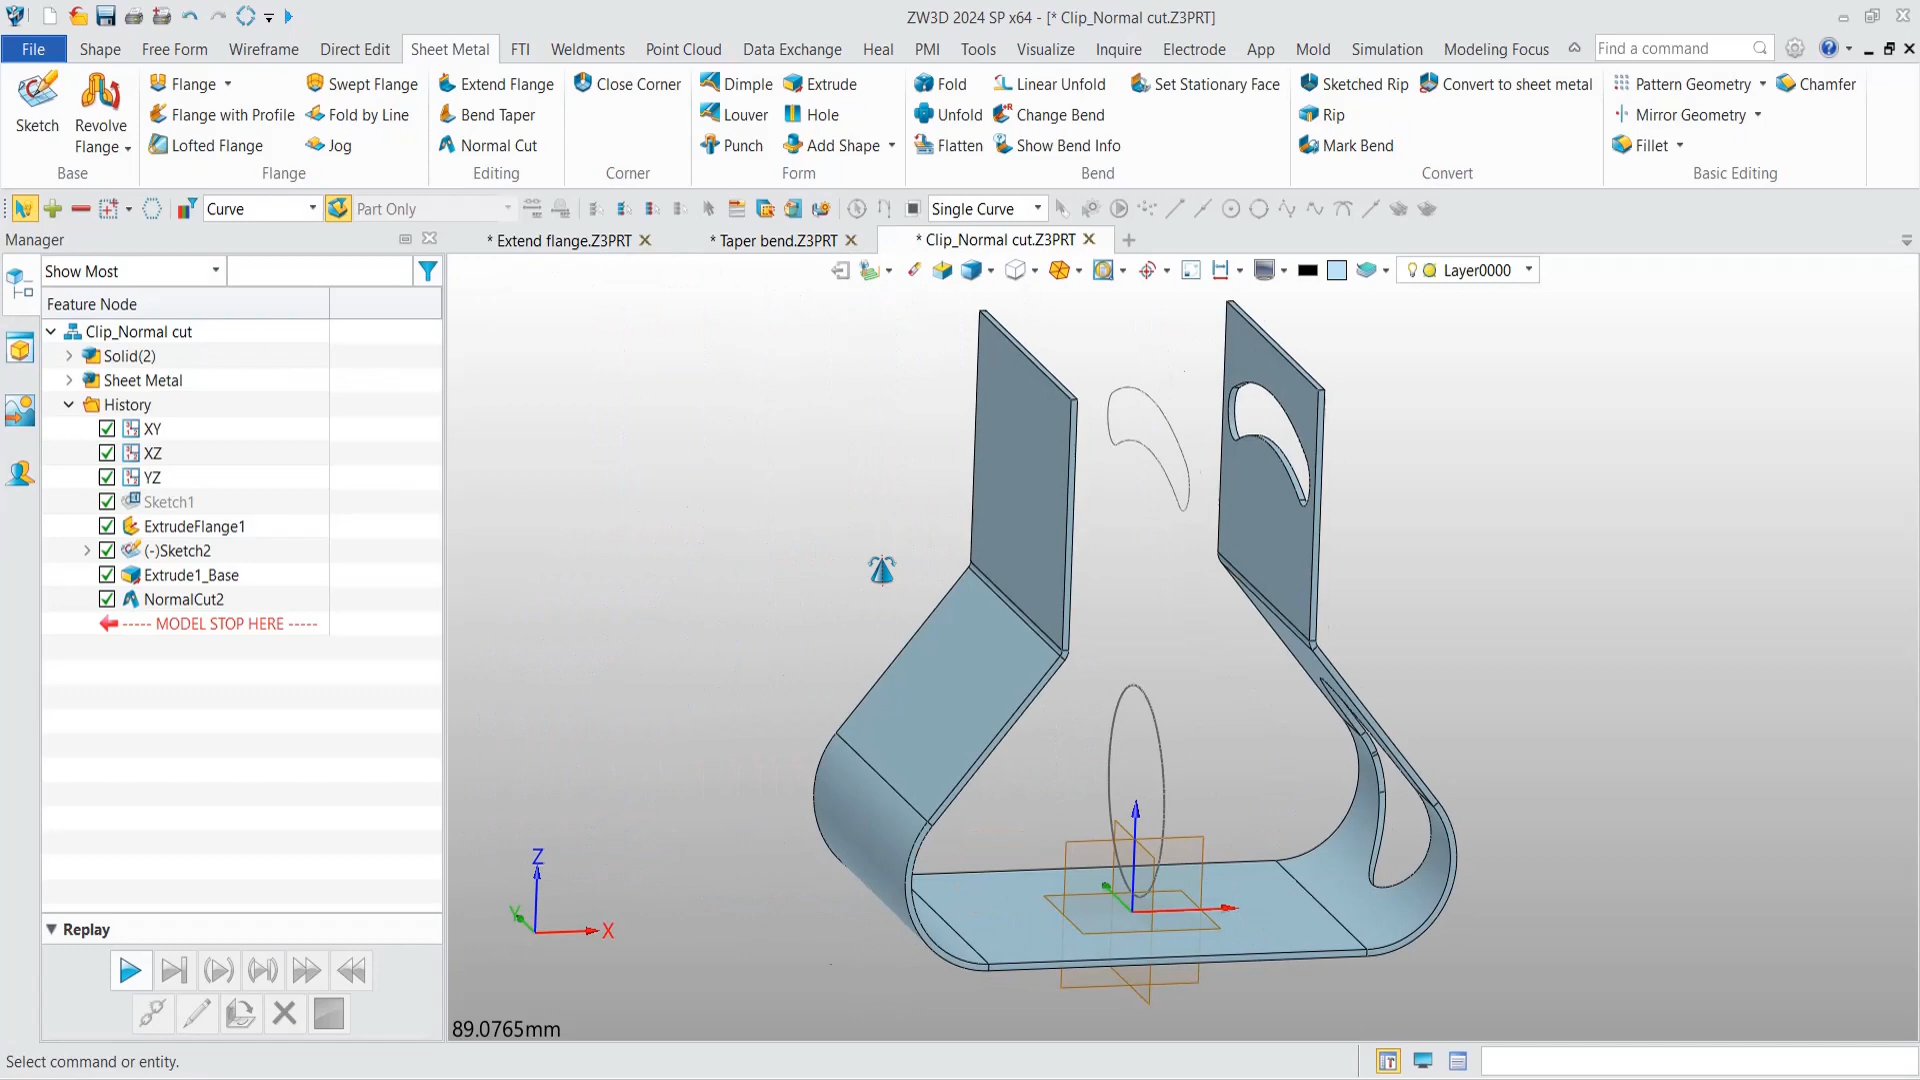 ZW3D 2024 SP x64 - [* Clip_Normal cut.Z3PRT]
File Shape Free Form Wireframe Direct Edit Sheet Metal FTI Weldments Point Cloud Data Exchange Heal PMI Tools Visualize Inquire Electrode App Mold Simulation Modeling Focus Find a command
Flange Swept Flange Extend Flange Close Corner Dimple Extrude Fold Linear Unfold Set Stationary Face Sketched Rip Convert to sheet metal Pattern Geometry Chamfer
Sketch Revolve Flange Flange with Profile Fold by Line Bend Taper Louver Hole Unfold Change Bend Rip Mirror Geometry
Lofted Flange Jog Normal Cut Punch Add Shape Flatten Show Bend Info Mark Bend Fillet
Base Flange Editing Corner Form Bend Convert Basic Editing
Curve Part Only Single Curve
Manager * Extend flange.Z3PRT * Taper bend.Z3PRT * Clip_Normal cut.Z3PRT
Show Most Layer0000
Feature Node
Clip_Normal cut
Solid(2)
Sheet Metal
History
XY
XZ
YZ
Sketch1
ExtrudeFlange1
(-)Sketch2
Extrude1_Base
NormalCut2
----- MODEL STOP HERE -----
Z
Y
X
Replay
89.0765mm
Select command or entity.